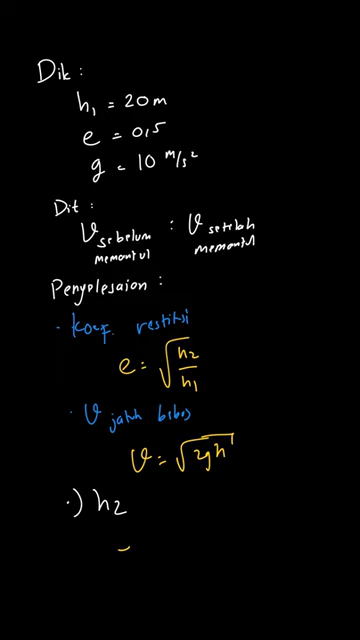 Dik :
h₁ = 20 m
e = 0,5
g = 10 m/s²
Dit :
v sebelum memantul : v setelah memantul
Penyelesaian :
· Koef. restitusi
e = √(h₂/h₁)
· v jatuh bebas
v = √(2gh)
·) h₂